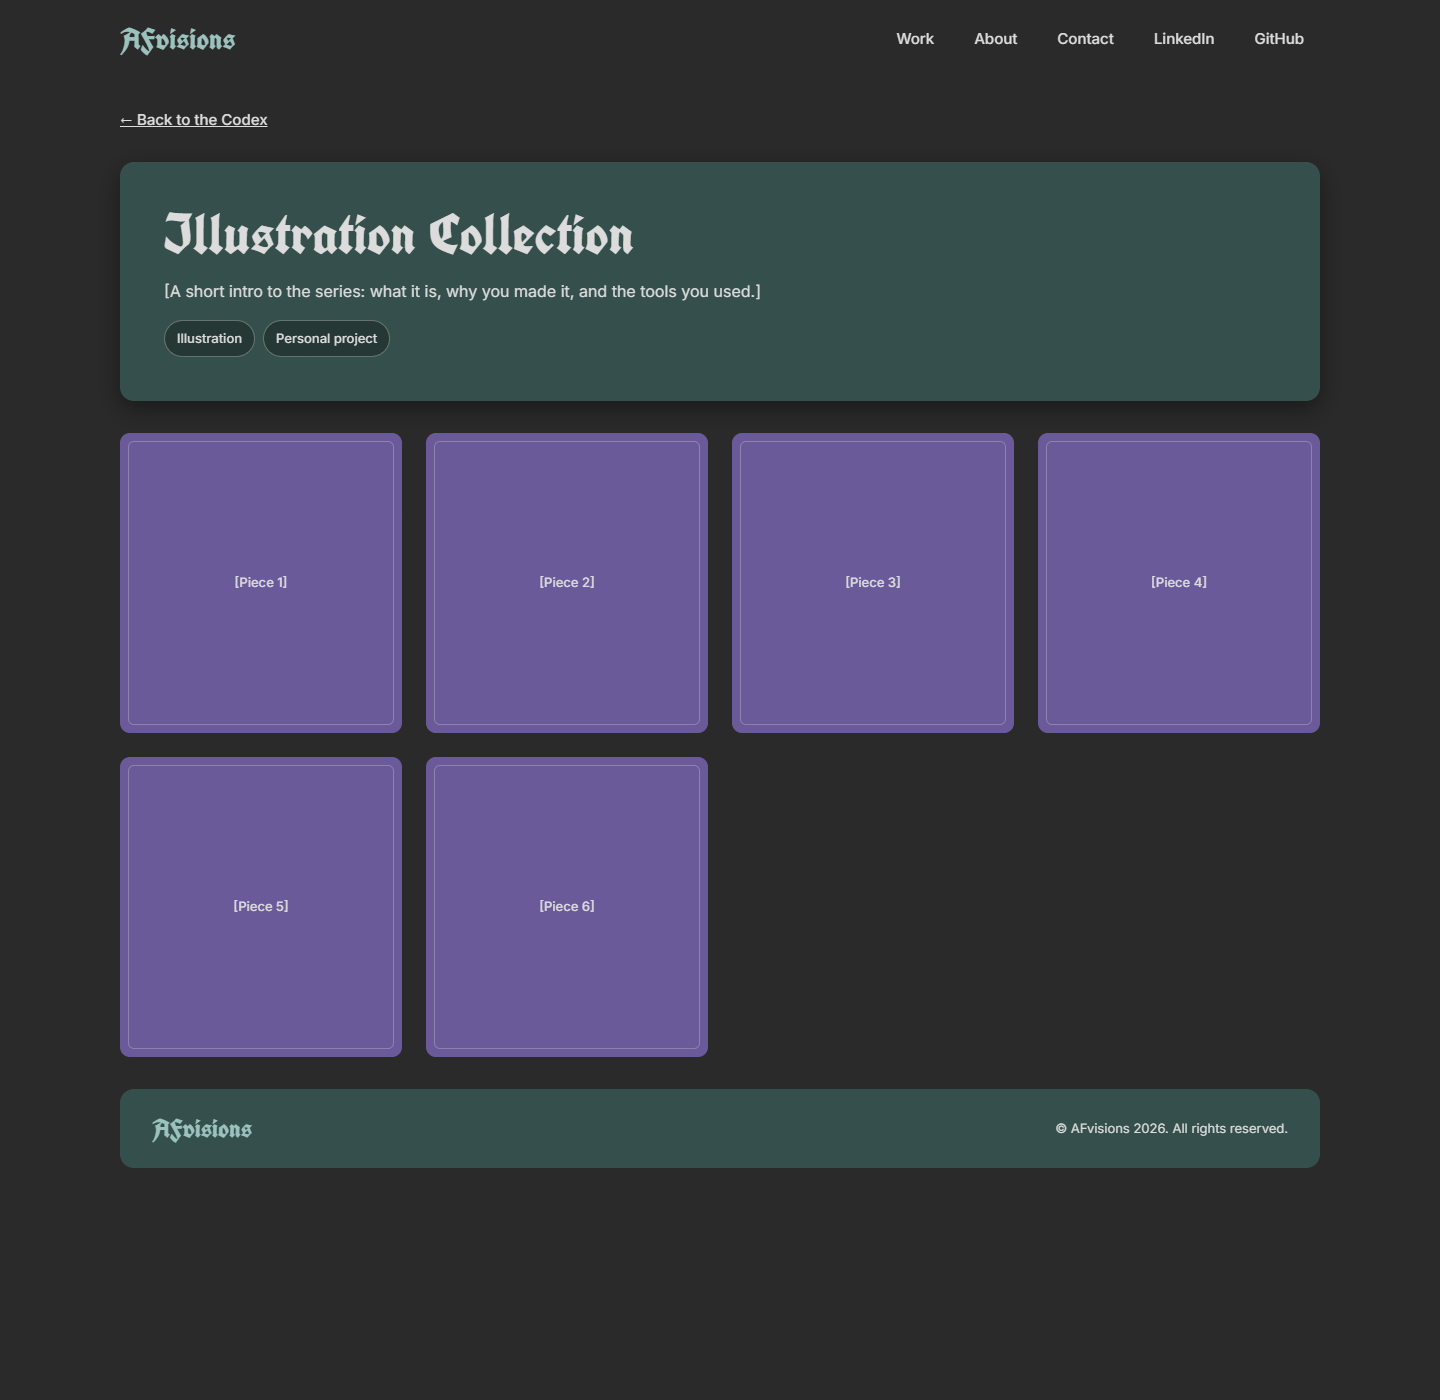 AFvisions
Work About Contact LinkedIn GitHub
← Back to the Codex
Illustration Collection
[A short intro to the series: what it is, why you made it, and the tools you used.]
Illustration Personal project
[Piece 1] [Piece 2] [Piece 3] [Piece 4]
[Piece 5] [Piece 6]
AFvisions
© AFvisions 2026. All rights reserved.